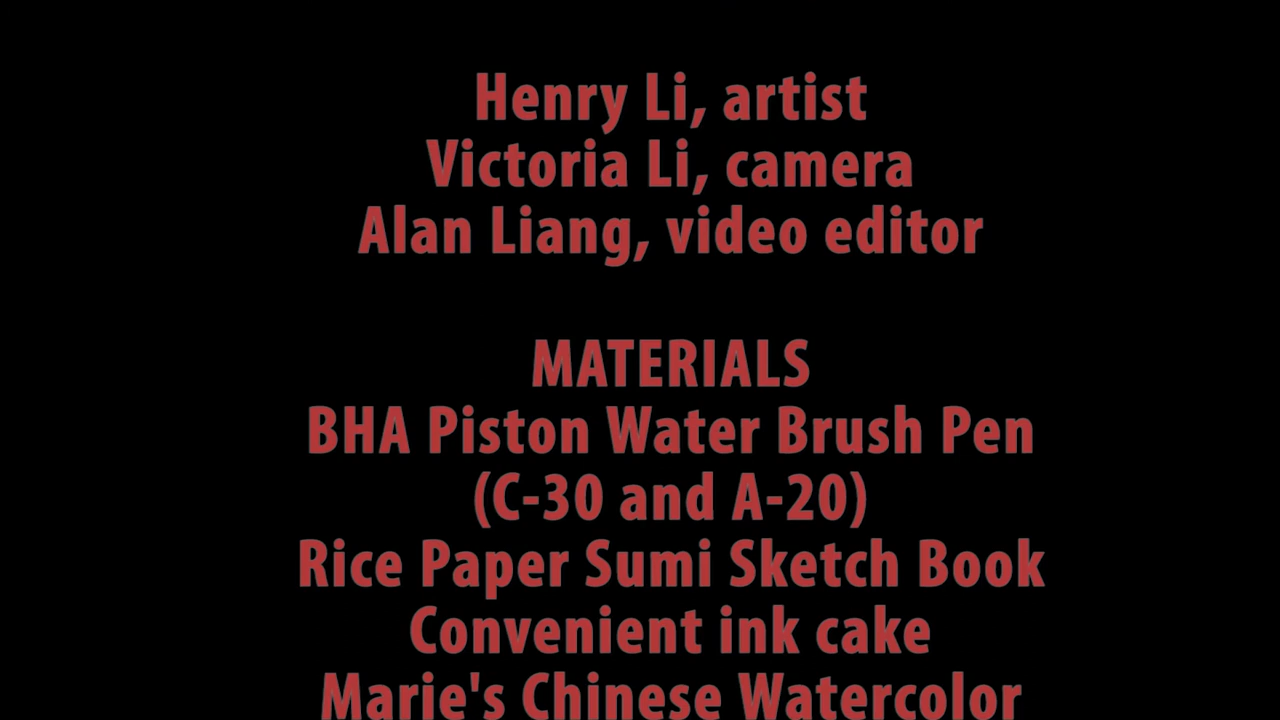 Henry Li, artist
Victoria Li, camera
Alan Liang, video editor
MATERIALS
BHA Piston Water Brush Pen
(C-30 and A-20)
Rice Paper Sumi Sketch Book
Convenient ink cake
Marie's Chinese Watercolor